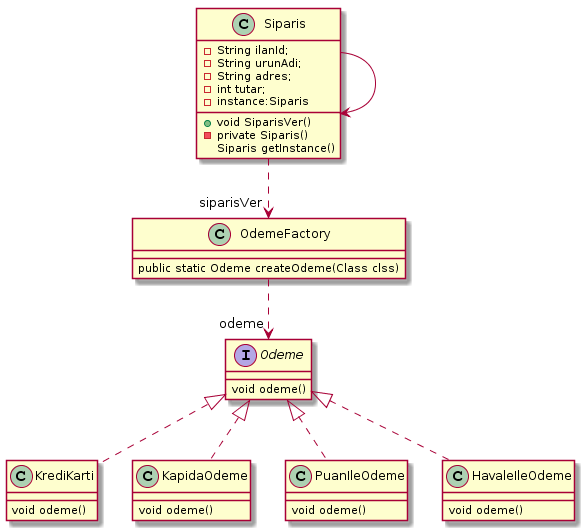 C Siparis
String ilanId;
String urunAdi;
String adres;
int tutar;
instance:Siparis
void SiparisVer()
private Siparis()
Siparis getInstance()
siparisVer
C OdemeFactory
public static Odeme createOdeme(Class clss)
odeme
I Odeme
void odeme()
C KrediKarti
void odeme()
C KapidaOdeme
void odeme()
C PuanIleOdeme
void odeme()
C HavaleIleOdeme
void odeme()